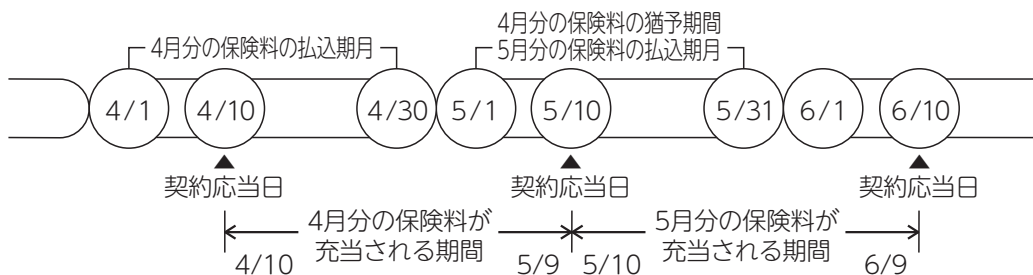 4月分の保険料の猶予期間
4月分の保険料の払込期月
5月分の保険料の払込期月
4/1
4/10
4/30
5/1
5/10
5/31
6/1
6/10
契約応当日
契約応当日
契約応当日
4月分の保険料が
充当される期間
5月分の保険料が
充当される期間
4/10
5/9
5/10
6/9